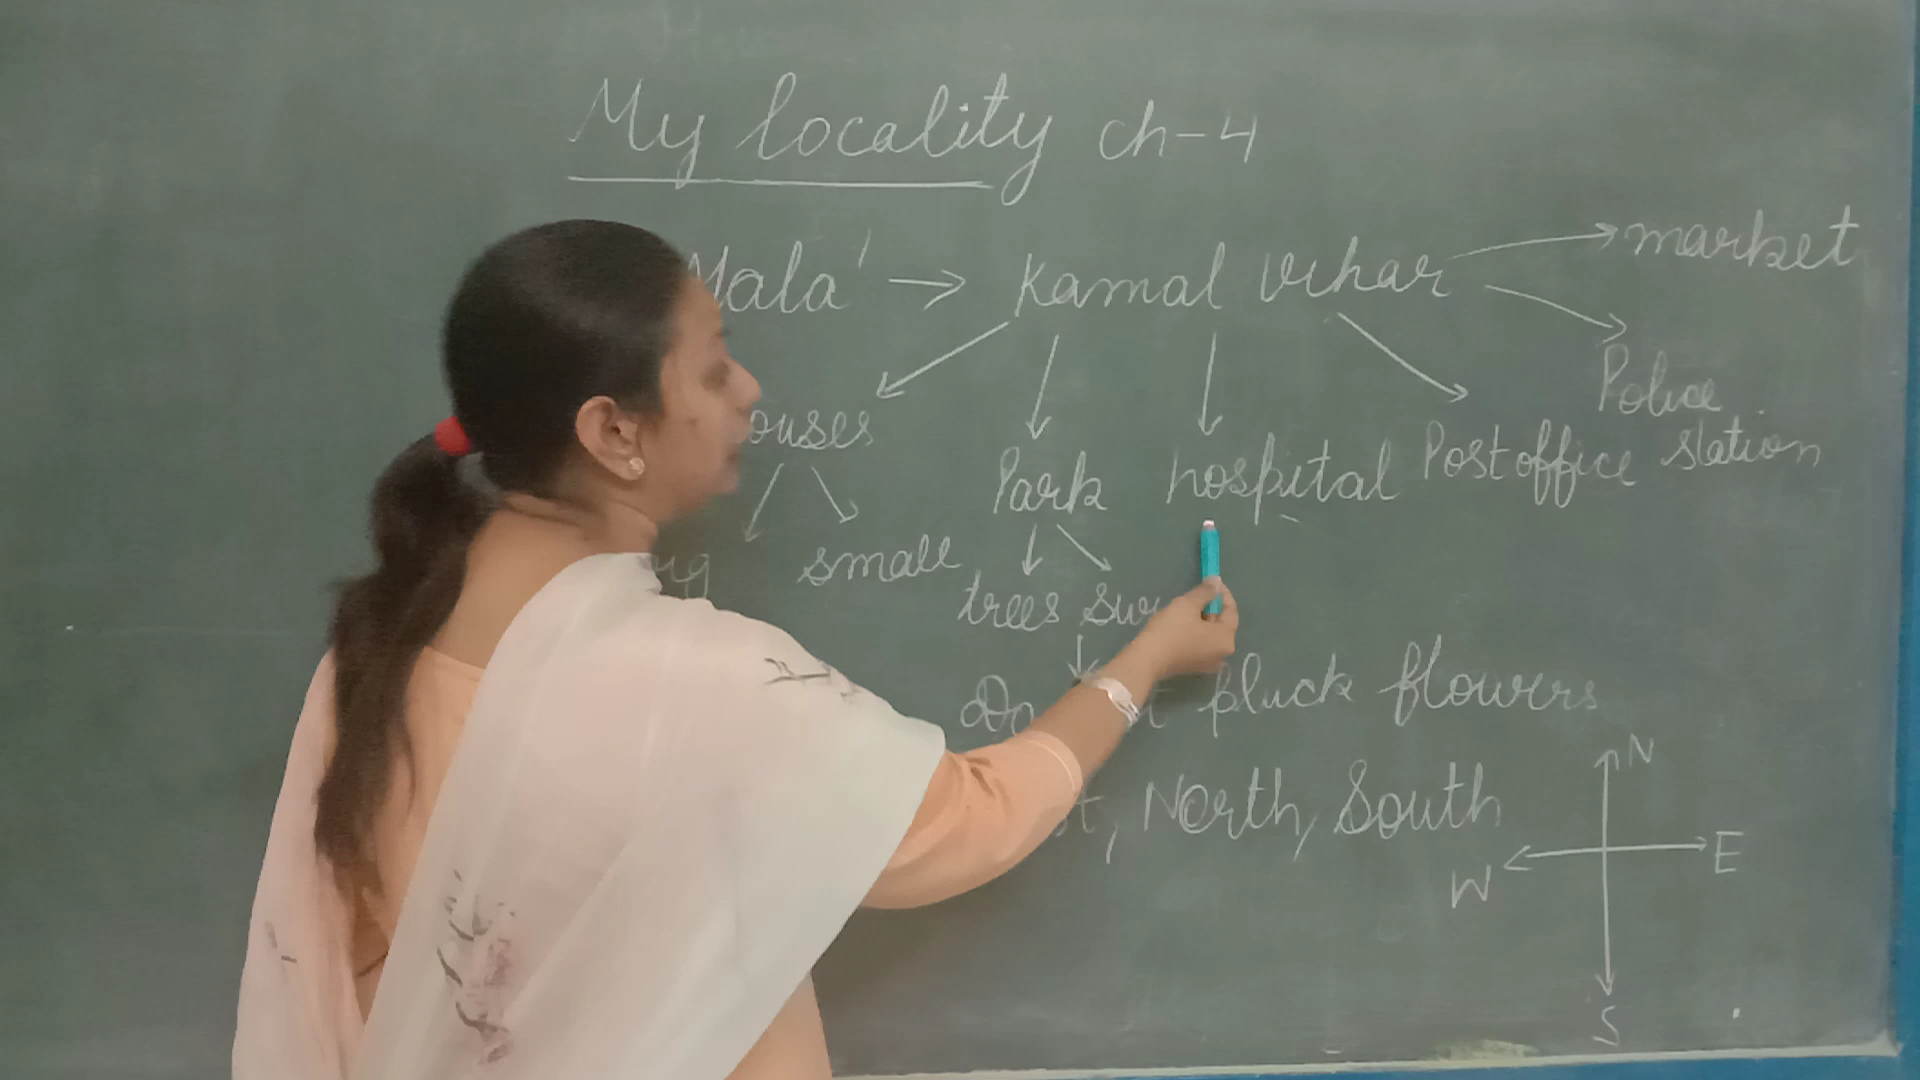 My locality ch-4
Mala' → Kamal Vihar
market
Police station
ouses
Park
hospital
Post office
small
trees
pluck flowers
North, South
N
W
E
S